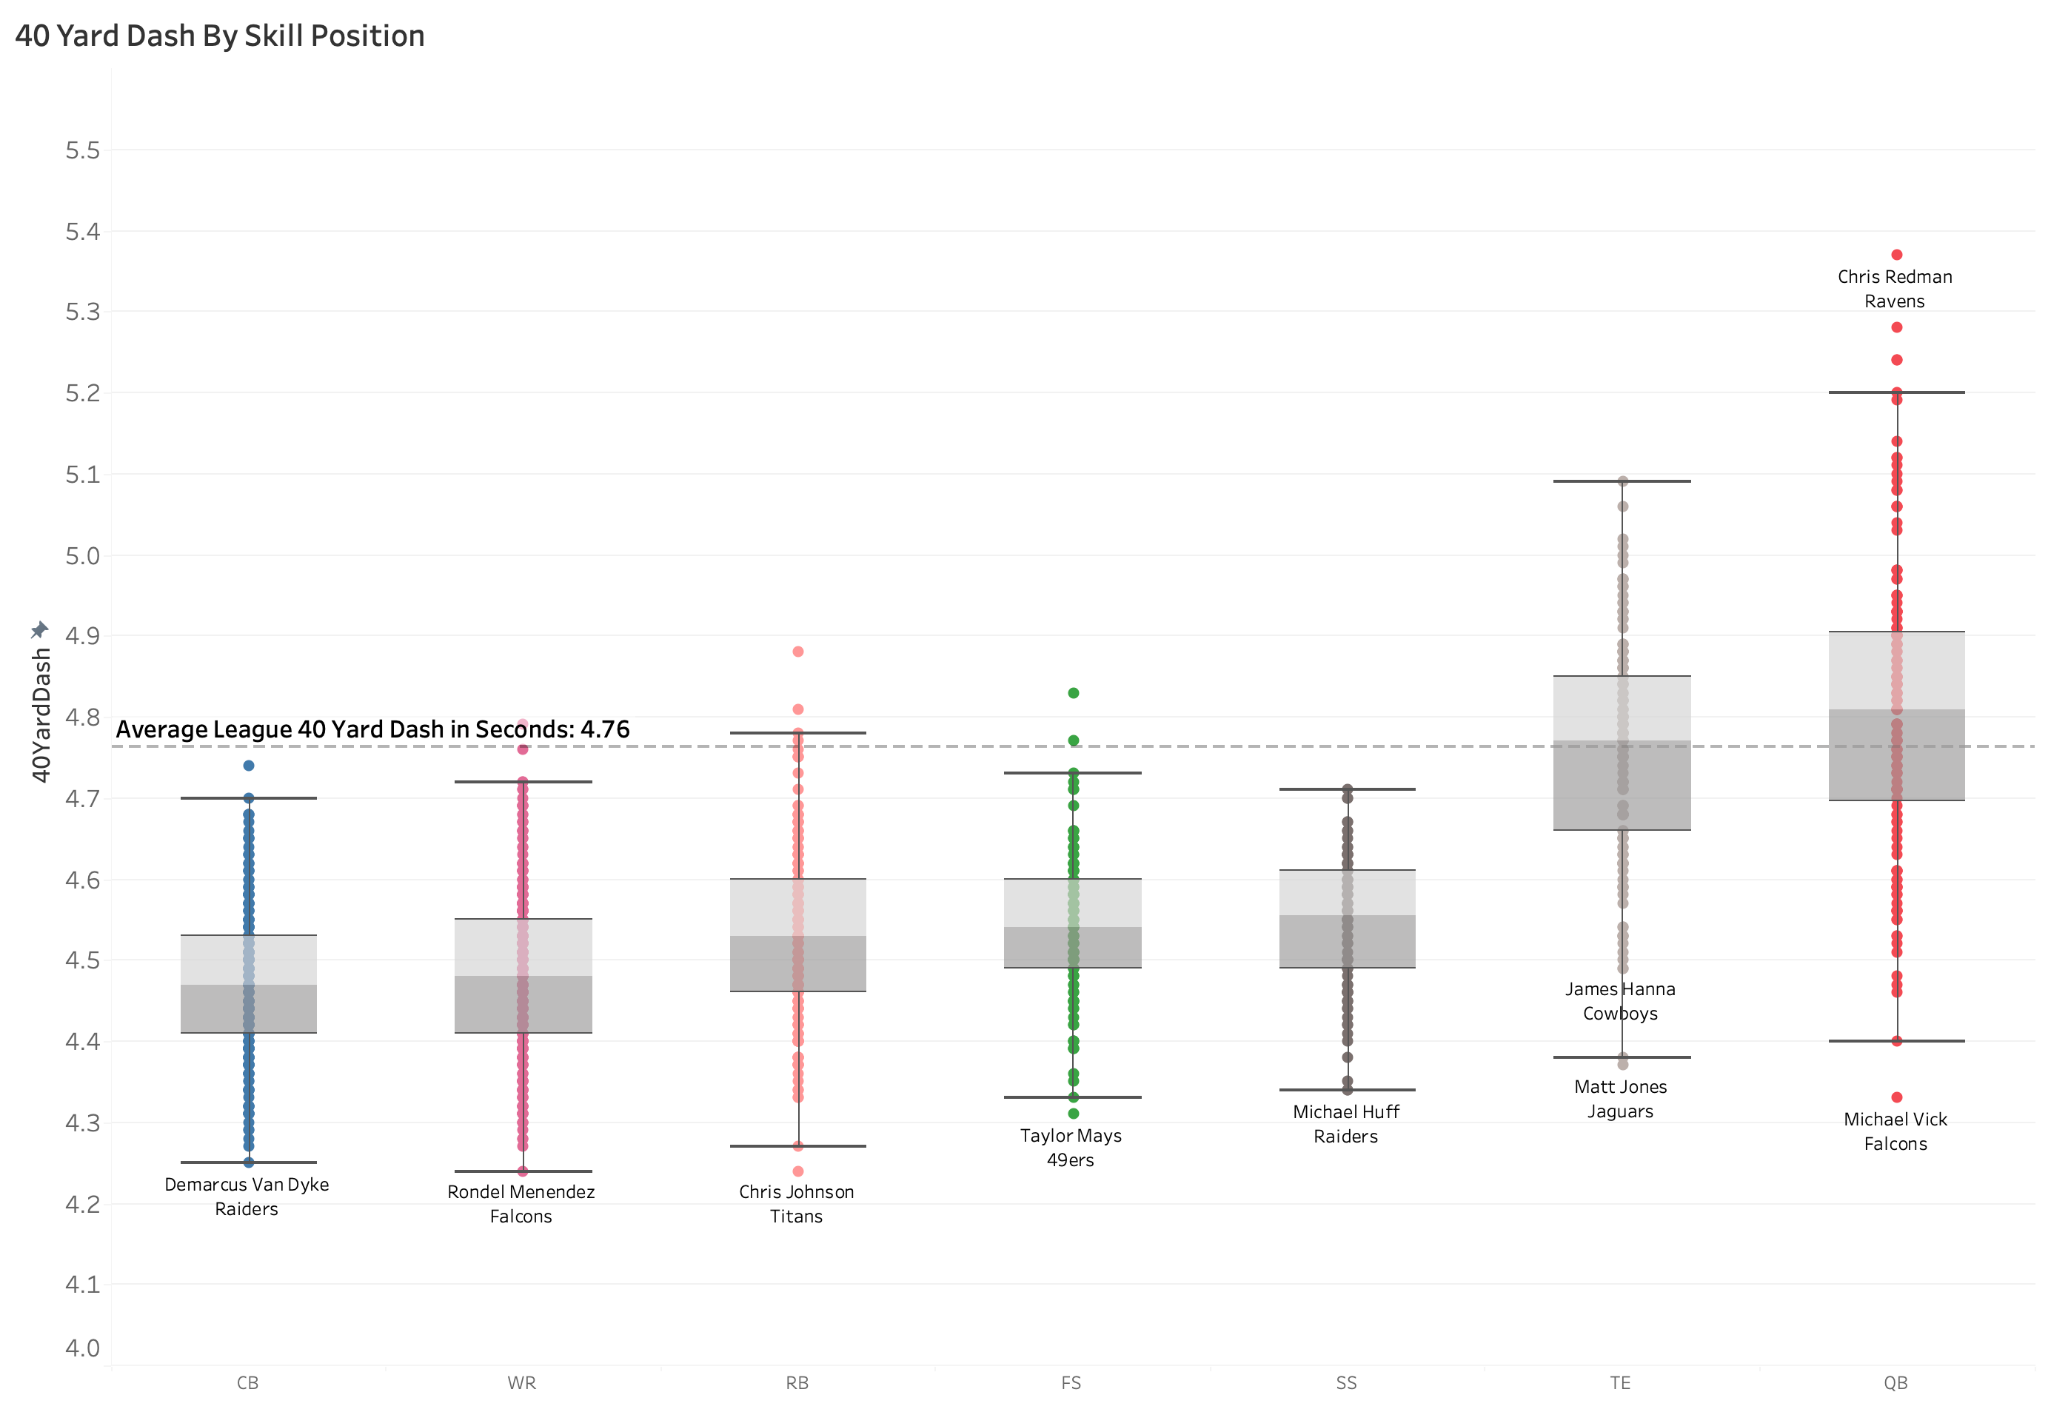 40 Yard Dash By Skill Position
5.5
5.4
5.3
5.2
5.1
5.0
4.9
4.8
4.7
4.6
4.5
4.4
4.3
4.2
4.1
4.0
40YardDash
Average League 40 Yard Dash in Seconds: 4.76
Chris Redman
Ravens
James Hanna
Cowboys
Matt Jones
Jaguars
Michael Huff
Raiders
Michael Vick
Falcons
Taylor Mays
49ers
Demarcus Van Dyke
Raiders
Rondel Menendez
Falcons
Chris Johnson
Titans
CB
WR
RB
FS
SS
TE
QB